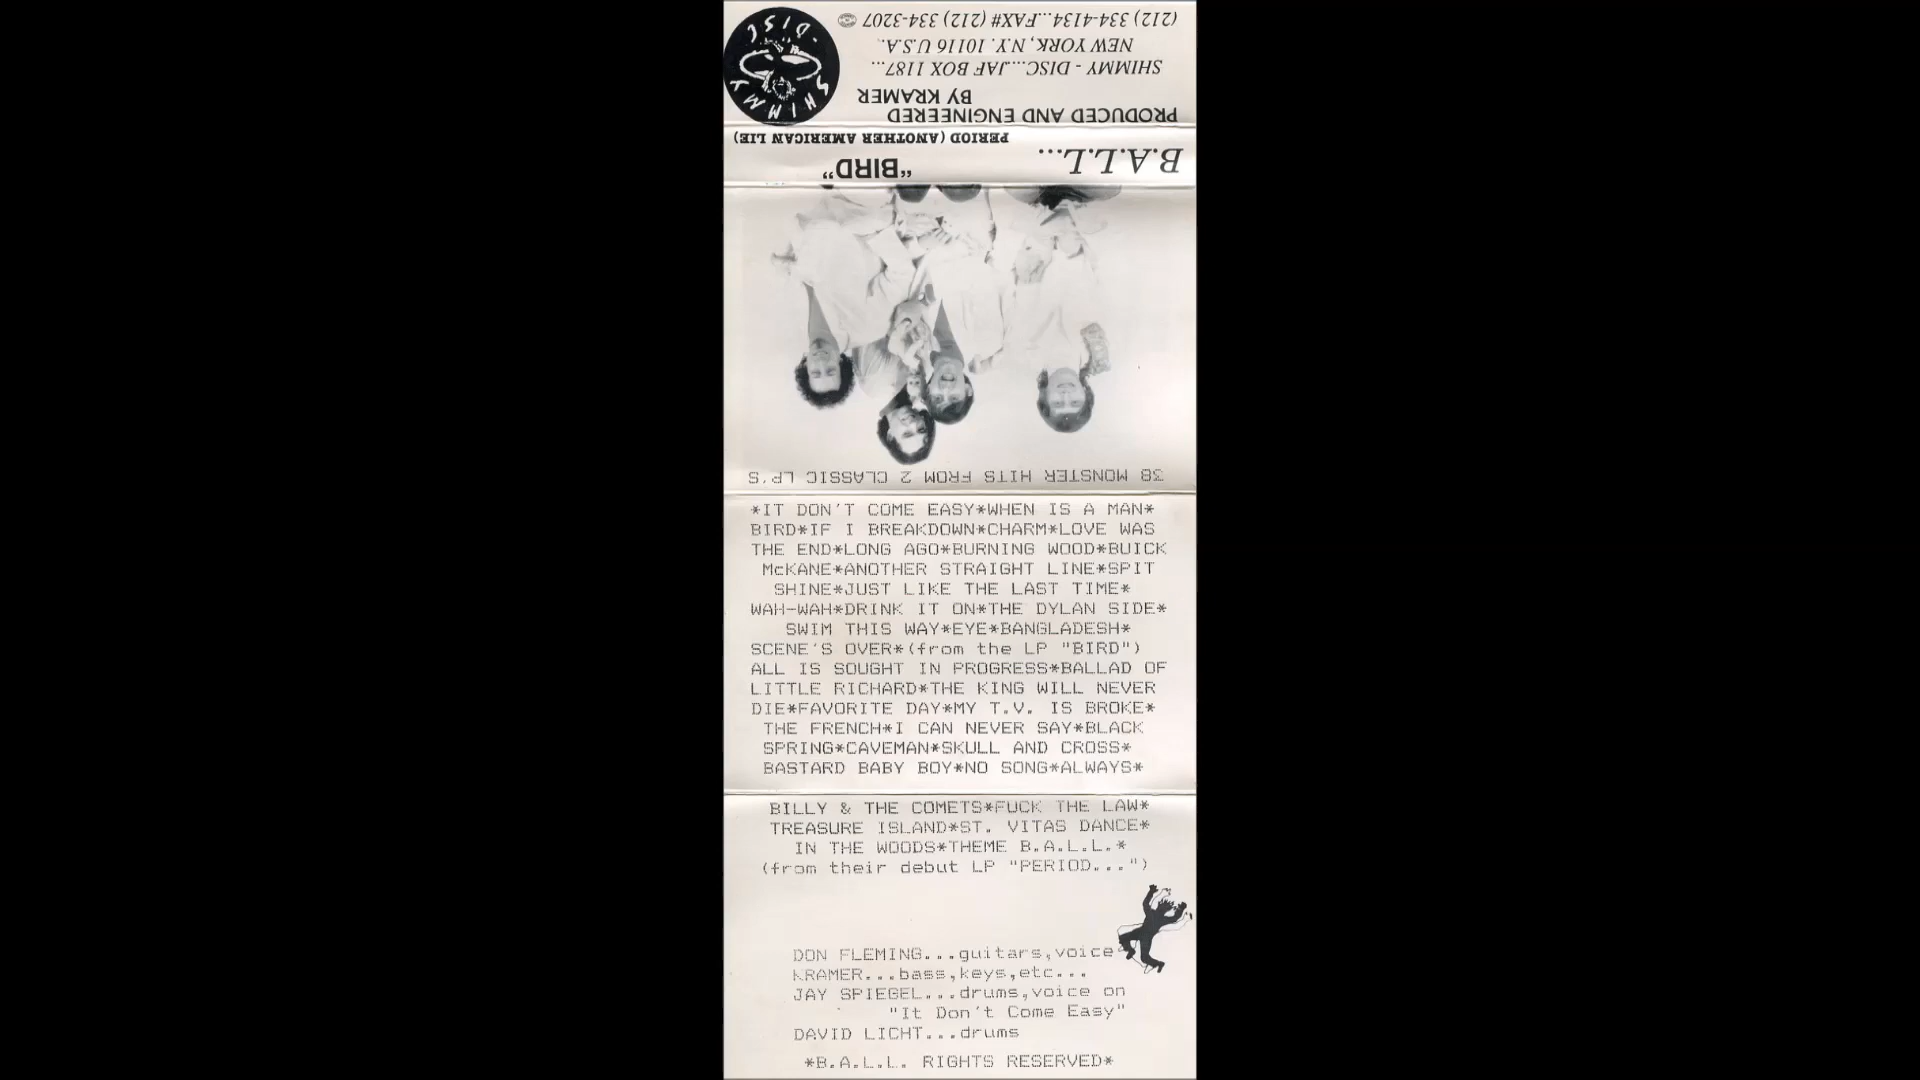 SHIMMY - DISC
(212) 334-4134...FAX# (212) 334-3207
NEW YORK, N.Y. 10116 U.S.A.
SHIMMY - DISC....JAF BOX 1187...
PRODUCED AND ENGINEERED
BY KRAMER
PERIOD (ANOTHER AMERICAN LIE)
B.A.L.L... "BIRD"
38 MONSTER HITS FROM 2 CLASSIC LP'S
*IT DON'T COME EASY*WHEN IS A MAN*
BIRD*IF I BREAKDOWN*CHARM*LOVE WAS
THE END*LONG AGO*BURNING WOOD*BUICK
McKANE*ANOTHER STRAIGHT LINE*SPIT
SHINE*JUST LIKE THE LAST TIME*
WAH-WAH*DRINK IT ON*THE DYLAN SIDE*
SWIM THIS WAY*EYE*BANGLADESH*
SCENE'S OVER*(from the LP "BIRD")
ALL IS SOUGHT IN PROGRESS*BALLAD OF
LITTLE RICHARD*THE KING WILL NEVER
DIE*FAVORITE DAY*MY T.V. IS BROKE*
THE FRENCH*I CAN NEVER SAY*BLACK
SPRING*CAVEMAN*SKULL AND CROSS*
BASTARD BABY BOY*NO SONG*ALWAYS*
BILLY & THE COMETS*FUCK THE LAW*
TREASURE ISLAND*ST. VITAS DANCE*
IN THE WOODS*THEME B.A.L.L.*
(from their debut LP "PERIOD...")
DON FLEMING...guitars,voice
KRAMER...bass,keys,etc...
JAY SPIEGEL...drums,voice on
"It Don't Come Easy"
DAVID LICHT...drums
*B.A.L.L. RIGHTS RESERVED*